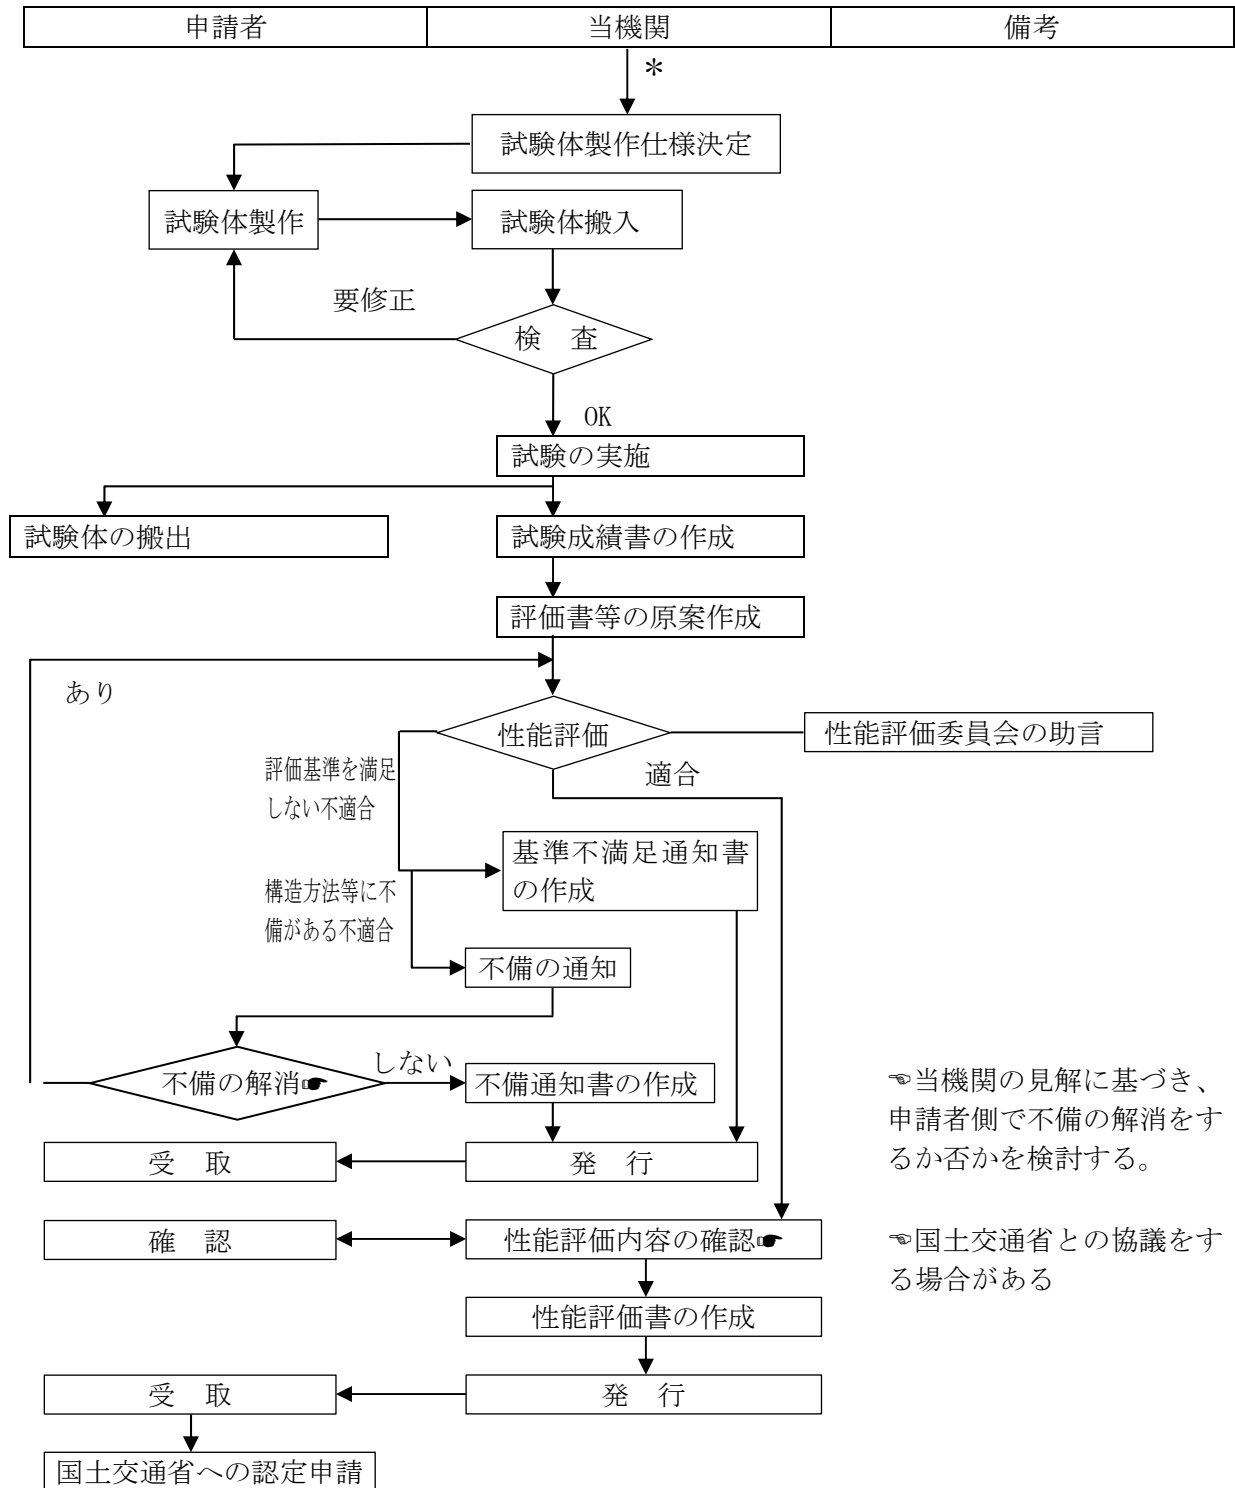 申請者
当機関
備考
＊
試験体製作仕様決定
試験体製作
試験体搬入
要修正
検　査
OK
試験の実施
試験体の搬出
試験成績書の作成
評価書等の原案作成
あり
性能評価
性能評価委員会の助言
評価基準を満足
しない不適合
適合
基準不満足通知書
の作成
構造方法等に不
備がある不適合
不備の通知
不備の解消☛
しない
不備通知書の作成
☜当機関の見解に基づき、
申請者側で不備の解消をす
るか否かを検討する。
受　取
発　行
確　認
性能評価内容の確認☛
☜国土交通省との協議をす
る場合がある
性能評価書の作成
受　取
発　行
国土交通省への認定申請